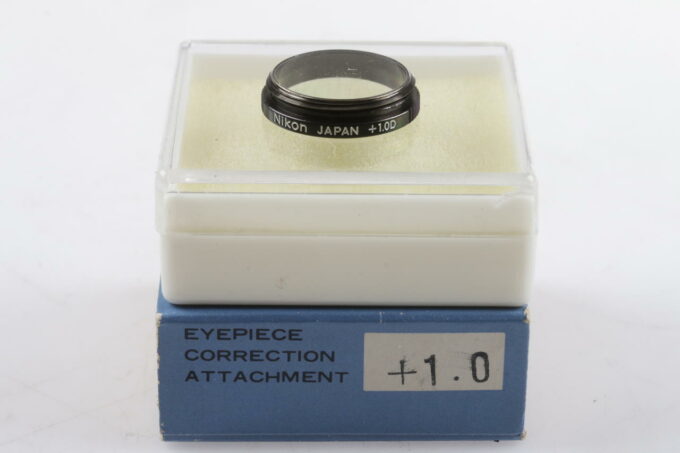 Nikon JAPAN +1.0D
EYEPIECE
CORRECTION
ATTACHMENT
+1.0